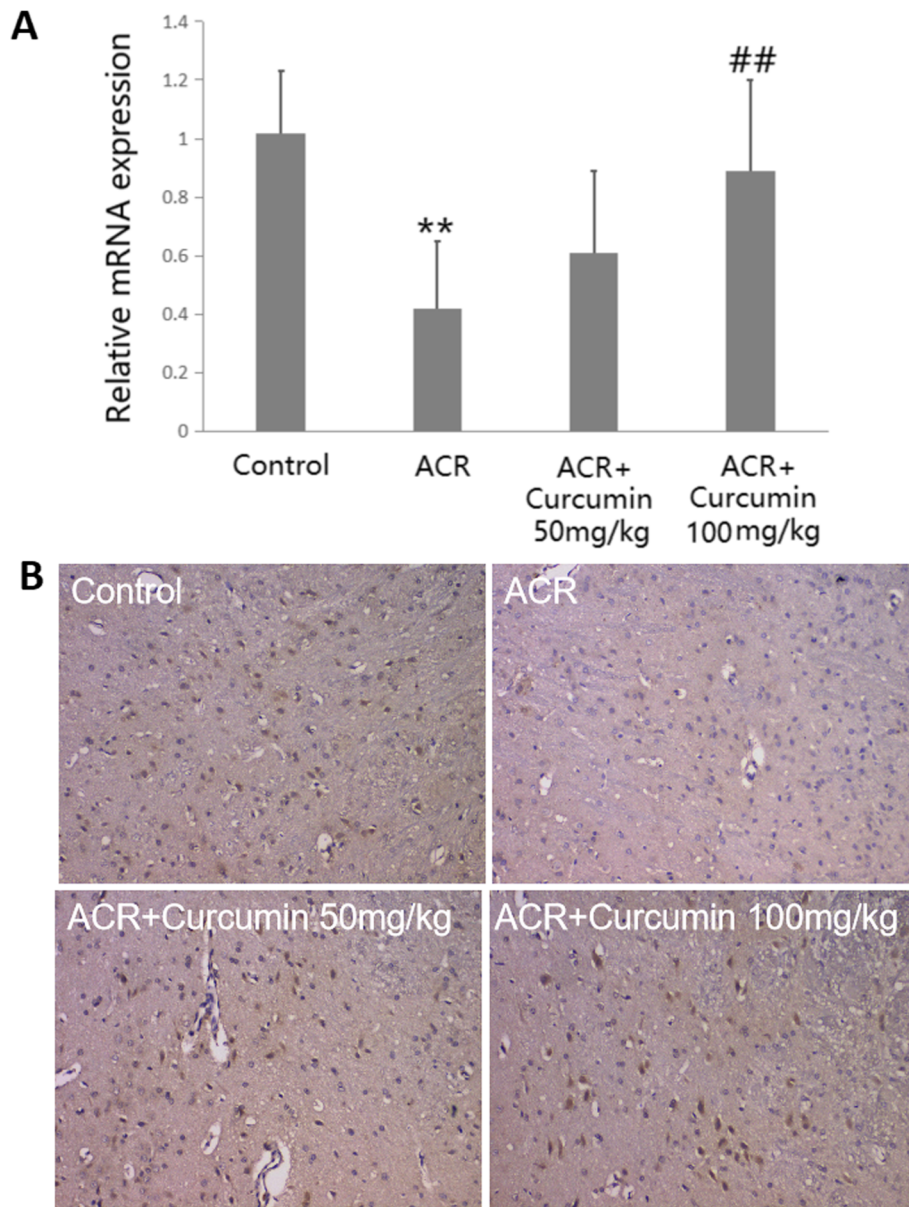 A
Relative mRNA expression
1.4
1.2
1
0.8
0.6
0.4
0.2
0
**
##
Control
ACR
ACR+
Curcumin
50mg/kg
ACR+
Curcumin
100mg/kg
B
Control
ACR
ACR+Curcumin 50mg/kg
ACR+Curcumin 100mg/kg